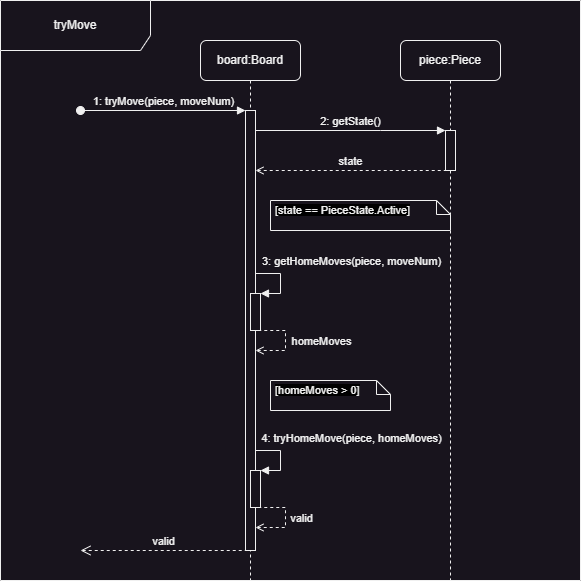 tryMove
board:Board
piece:Piece
1: tryMove(piece, moveNum)
2: getState()
state
[state == PieceState.Active]
3: getHomeMoves(piece, moveNum)
homeMoves
[homeMoves > 0]
4: tryHomeMove(piece, homeMoves)
valid
valid